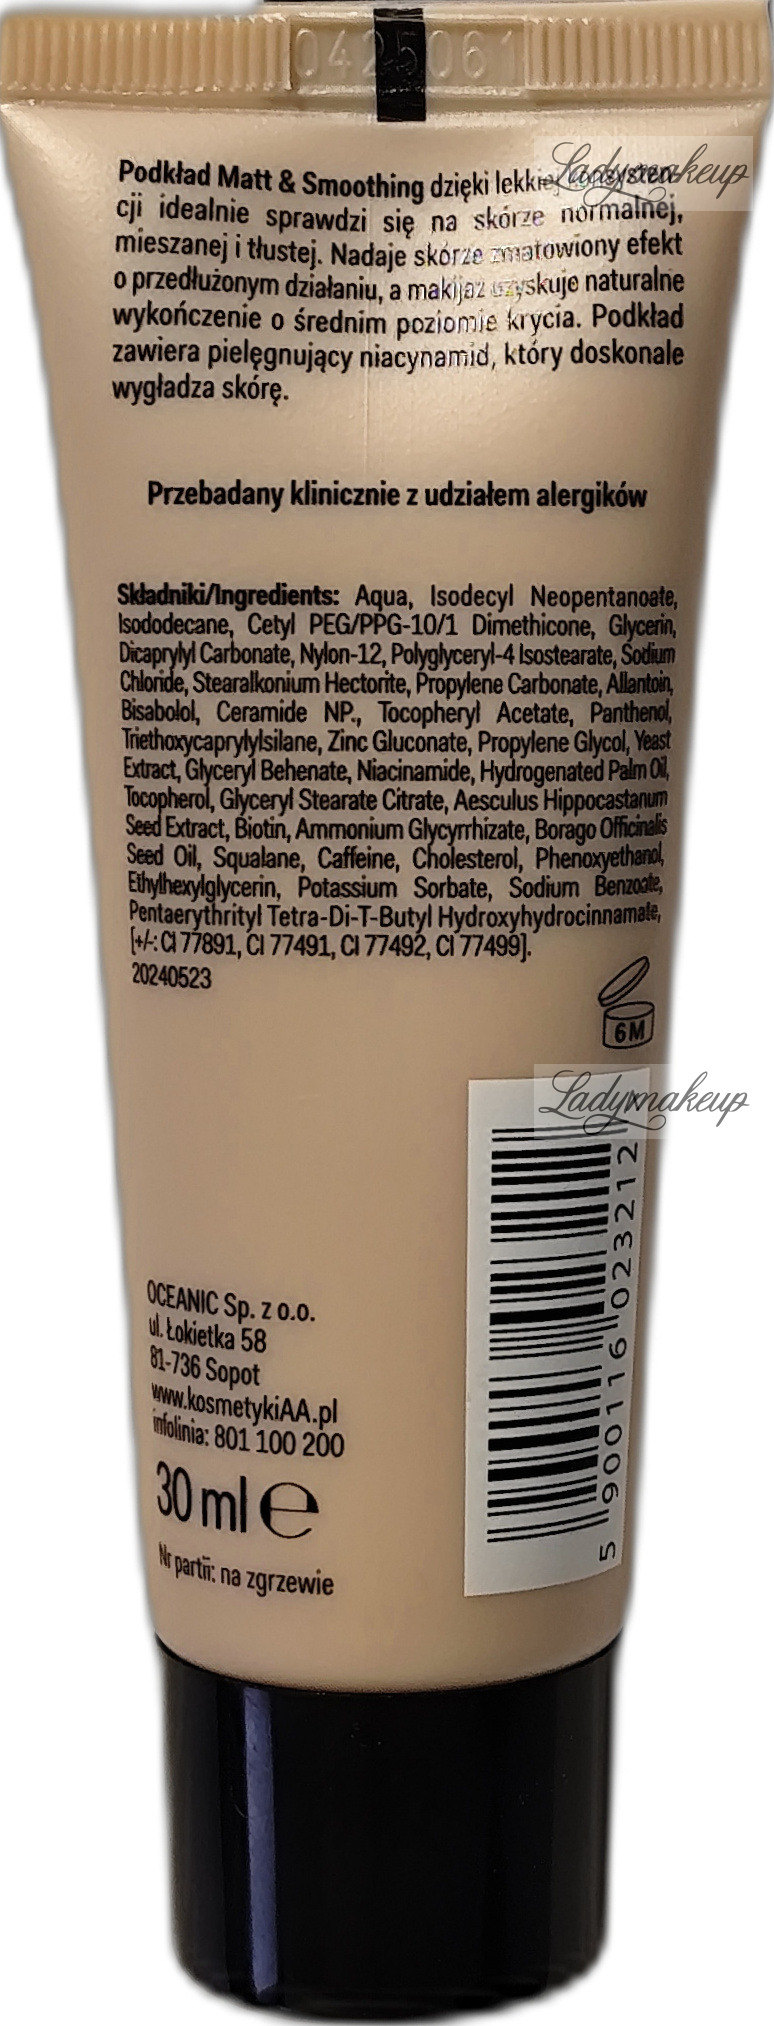 0425061
Ladymakeup
Podkład Matt & Smoothing dzięki lekkiej konsysten-
cji idealnie sprawdzi się na skórze normalnej,
mieszanej i tłustej. Nadaje skórze zmatowiony efekt
o przedłużonym działaniu, a makijaż uzyskuje naturalne
wykończenie o średnim poziomie krycia. Podkład
zawiera pielęgnujący niacynamid, który doskonale
wygładza skórę.
Przebadany klinicznie z udziałem alergików
Składniki/Ingredients: Aqua, Isodecyl Neopentanoate,
Isododecane, Cetyl PEG/PPG-10/1 Dimethicone, Glycerin,
Dicaprylyl Carbonate, Nylon-12, Polyglyceryl-4 Isostearate, Sodium
Chloride, Stearalkonium Hectorite, Propylene Carbonate, Allantoin,
Bisabolol, Ceramide NP., Tocopheryl Acetate, Panthenol,
Triethoxycaprylylsilane, Zinc Gluconate, Propylene Glycol, Yeast
Extract, Glyceryl Behenate, Niacinamide, Hydrogenated Palm Oil,
Tocopherol, Glyceryl Stearate Citrate, Aesculus Hippocastanum
Seed Extract, Biotin, Ammonium Glycyrrhizate, Borago Officinalis
Seed Oil, Squalane, Caffeine, Cholesterol, Phenoxyethanol,
Ethylhexylglycerin, Potassium Sorbate, Sodium Benzoate,
Pentaerythrityl Tetra-Di-T-Butyl Hydroxyhydrocinnamate,
[+/-: CI 77891, CI 77491, CI 77492, CI 77499].
20240523
6M
Ladymakeup
5 900116 023212
OCEANIC Sp. z o.o.
ul. Łokietka 58
81-736 Sopot
www.kosmetykiAA.pl
infolinia: 801 100 200
30 ml e
Nr partii: na zgrzewie